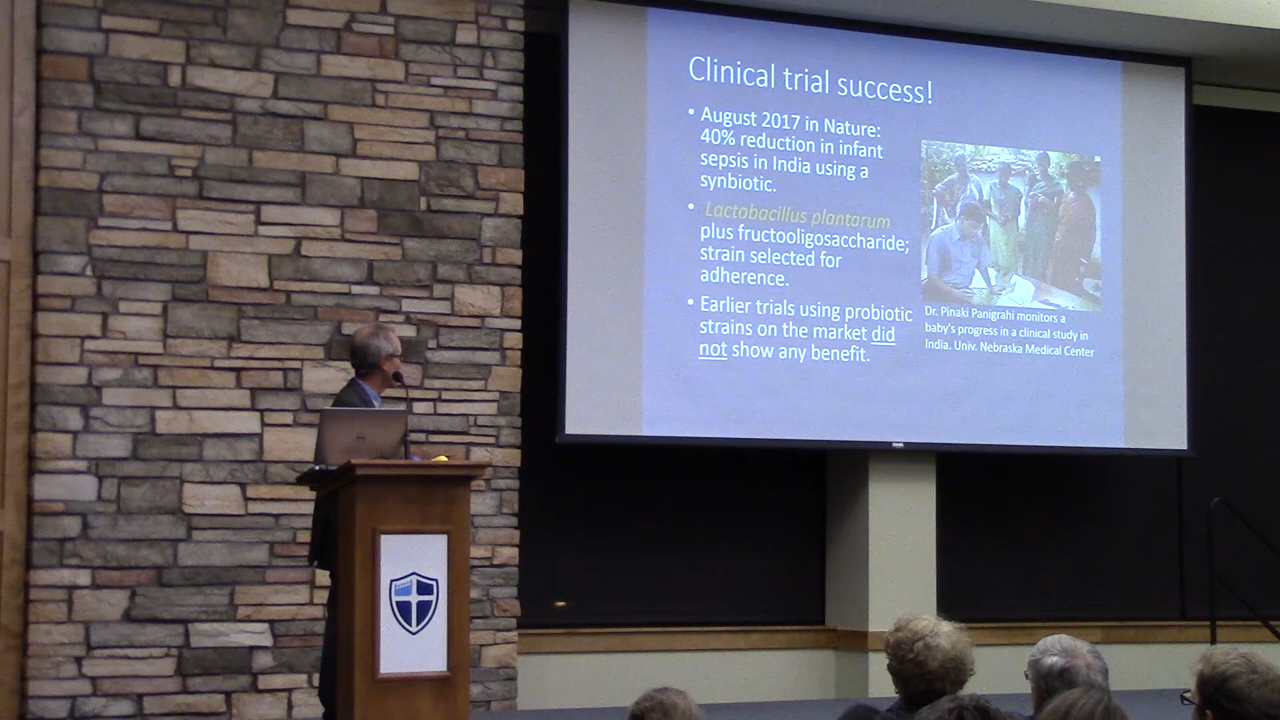 Clinical trial success!
• August 2017 in Nature:
40% reduction in infant
sepsis in India using a
synbiotic.
• Lactobacillus plantarum
plus fructooligosaccharide;
strain selected for
adherence.
• Earlier trials using probiotic
strains on the market did
not show any benefit.
Dr. Pinaki Panigrahi monitors a
baby's progress in a clinical study in
India. Univ. Nebraska Medical Center